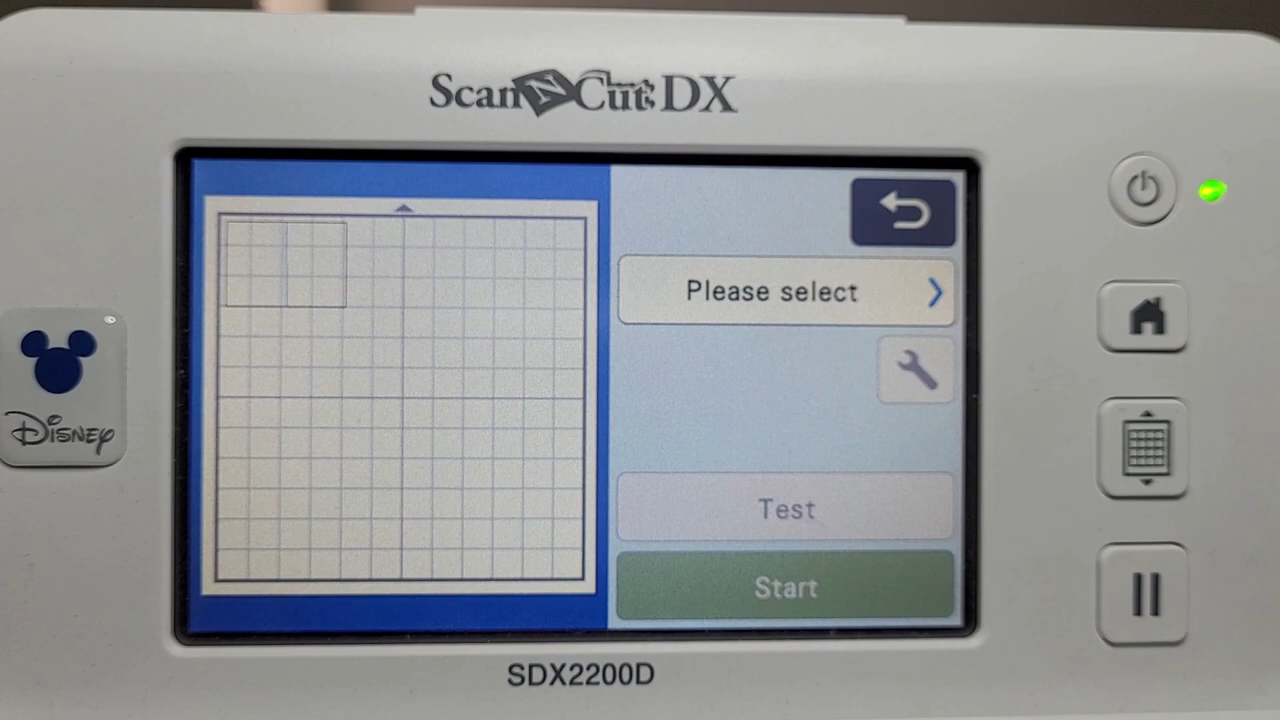 ScanNCut DX
Please select
Test
Start
Disney
SDX2200D